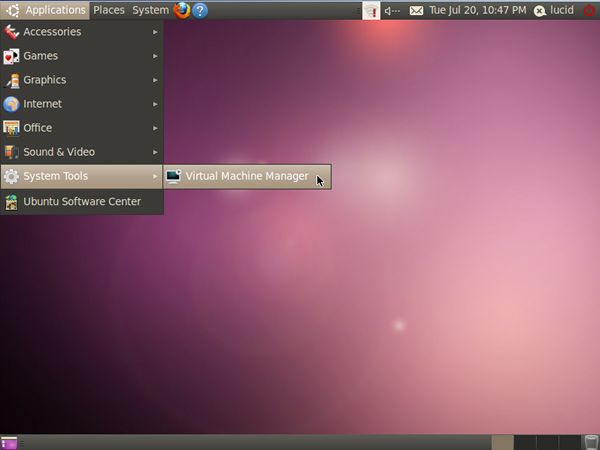 Applications Places System Tue Jul 20, 10:47 PM lucid
Accessories
Games
Graphics
Internet
Office
Sound & Video
System Tools Virtual Machine Manager
Ubuntu Software Center